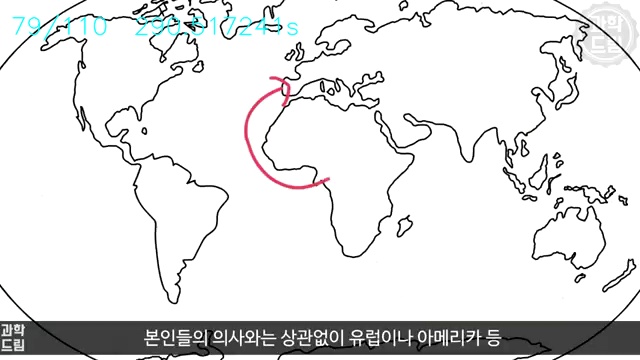 79/110 290.517241s
과학
드림
과학
드림
본인들의 의사와는 상관없이 유럽이나 아메리카 등